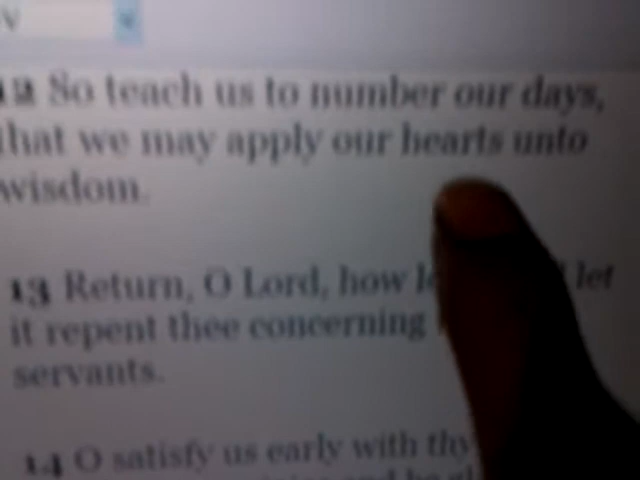 V
12 So teach us to number our days,
that we may apply our hearts unto
wisdom.
13 Return, O Lord, how let
it repent thee concerning
servants.
14 O satisfy us early with thy